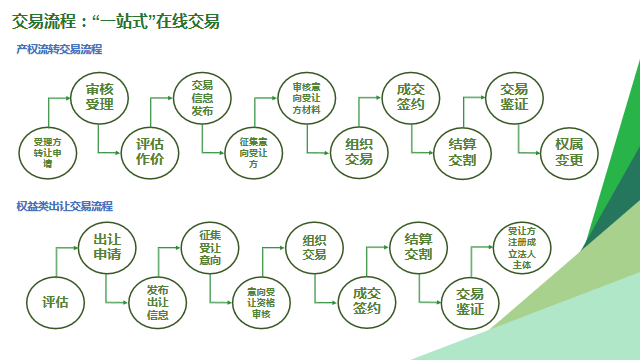 交易流程：“一站式”在线交易
产权流转交易流程
受理方
转让申
请
审核
受理
评估
作价
交易
信息
发布
征集意
向受让
方
审核意
向受让
方材料
组织
交易
成交
签约
结算
交割
交易
鉴证
权属
变更
权益类出让交易流程
评估
出让
申请
发布
出让
信息
征集
受让
意向
意向受
让资格
审核
组织
交易
成交
签约
结算
交割
交易
鉴证
受让方
注册成
立法人
主体